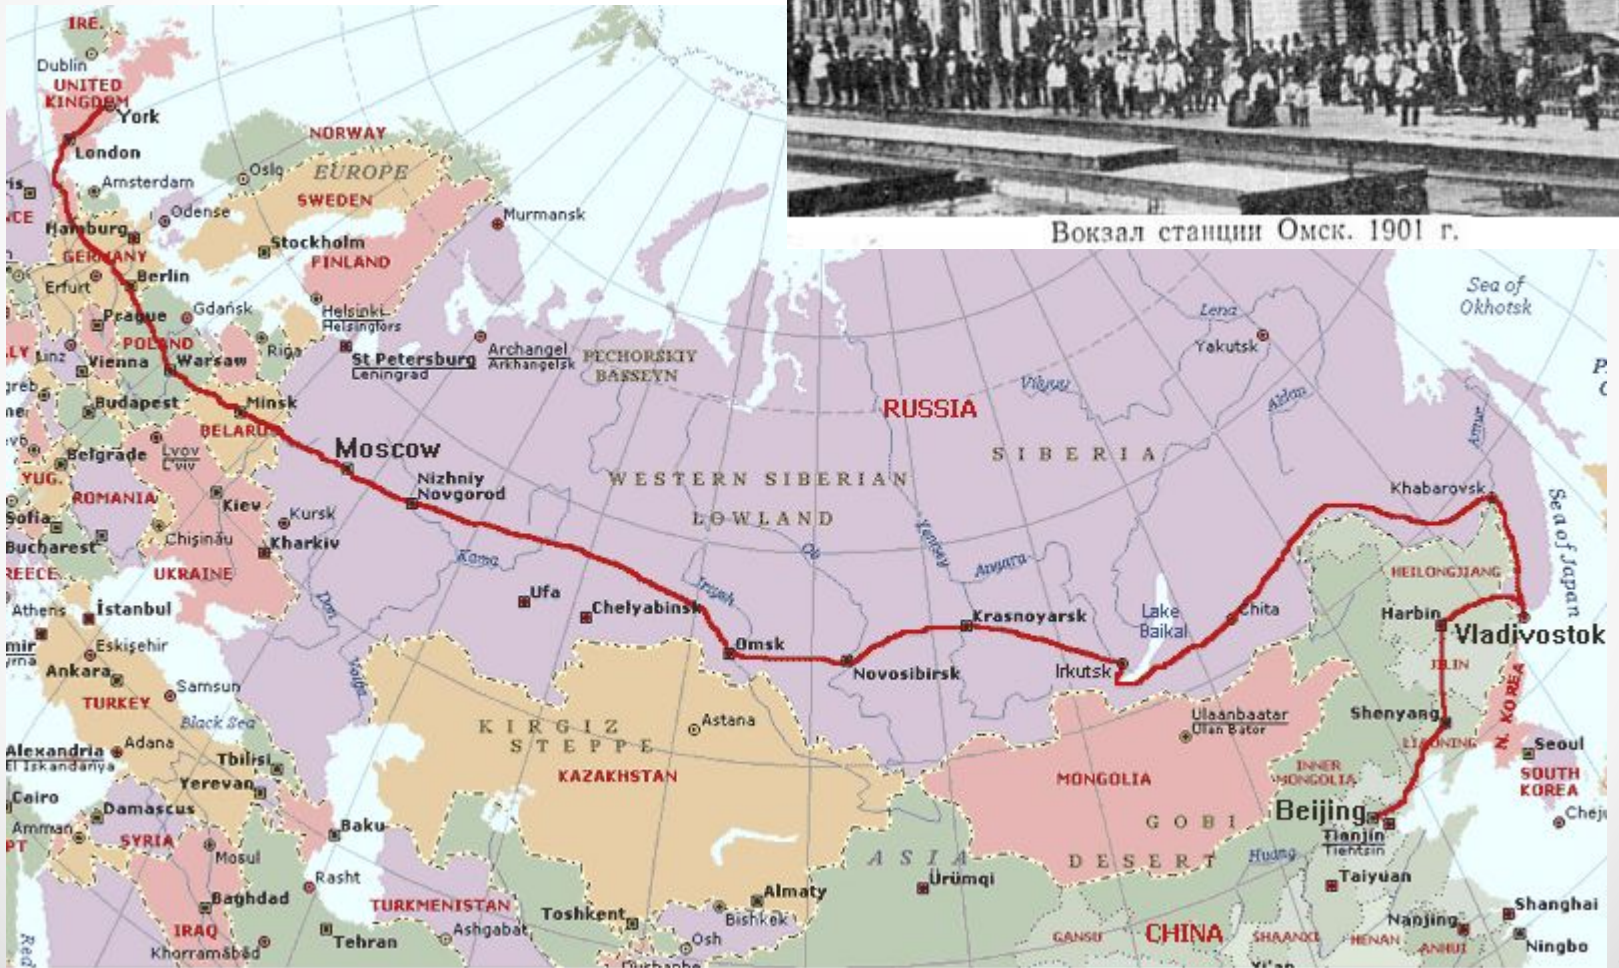 IRE.
Dublin
UNITED
KINGDOM
York
London
NORWAY
Oslo
EUROPE
SWEDEN
Amsterdam
Odense
Murmansk
Вокзал станции Омск. 1901 г.
Hamburg
Stockholm
GERMANY
FINLAND
Berlin
Erfurt
Sea of
Okhotsk
Prague
Gdańsk
Helsinki
Helsingfors
Lena
Yakutsk
POLAND
Riga
Linz
Vienna
Warsaw
St Petersburg
Leningrad
Archangel
Arkhangelsk
PECHORSKIY
BASSEYN
Vilyuy
Aldan
RUSSIA
Budapest
Minsk
BELARUS
Amur
Moscow
Belgrade
Lvov
L'viv
SIBERIA
YUG.
ROMANIA
Nizhniy
Novgorod
WESTERN SIBERIAN
LOWLAND
Khabarovsk
Kiev
Kursk
Sofia
Chişinău
Kharkiv
Bucharest
Sea of Japan
Kama
Ob
Yenisey
Angara
UKRAINE
HEILONGJIANG
Irtysh
Ufa
Chelyabinsk
Don
Athens
İstanbul
Krasnoyarsk
Lake
Baikal
Chita
Harbin
Vladivostok
Eskişehir
Omsk
Novosibirsk
Irkutsk
JILIN
Ankara
Volga
TURKEY
Samsun
Black Sea
KIRGIZ
STEPPE
Astana
Ulaanbaatar
Ulan Bator
Shenyang
LIAONING
N. KOREA
Seoul
Alexandria
El Iskandarîya
Adana
Tbilisi
Yerevan
KAZAKHSTAN
MONGOLIA
INNER
MONGOLIA
SOUTH
KOREA
Cairo
Damascus
Beijing
Tianjin
Tientsin
Amman
SYRIA
Baku
GOBI
DESERT
Huang
Mosul
ASIA
Rasht
Ürümqi
Taiyuan
Baghdad
TURKMENISTAN
Almaty
Toshkent
Bishkek
Shanghai
Nanjing
IRAQ
Tehran
Ashgabat
Osh
GANSU
CHINA
SHAANXI
HENAN
ANHUI
Ningbo
Khorramābād
Red